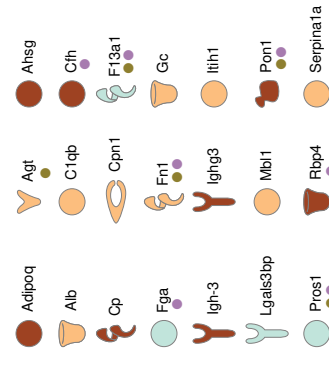 Adipoq Agt Ahsg
Alb C1qb Cfh
Cp Cpn1 F13a1
Fga Fn1 Gc
Igh-3 Ighg3 Itih1
Lgals3bp Mbl1 Pon1
Pros1 Rbp4 Serpina1a